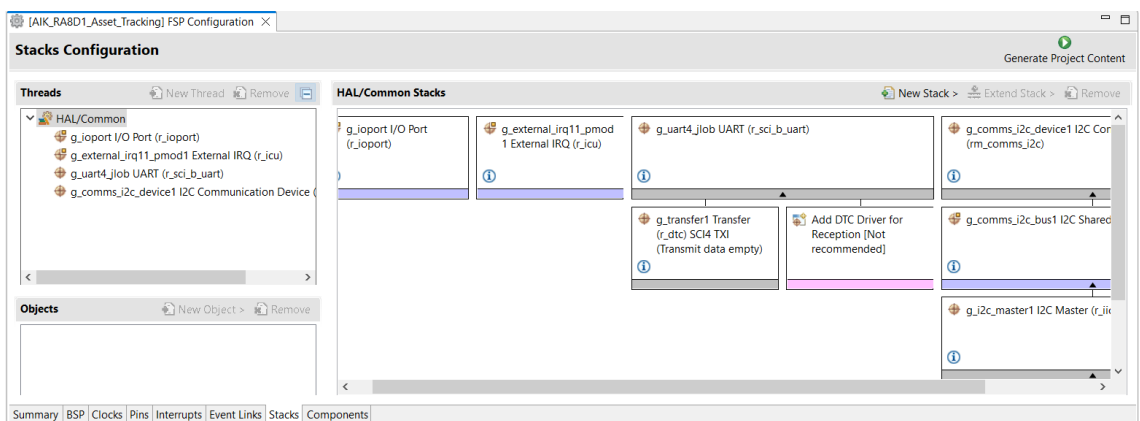 [AIK_RA8D1_Asset_Tracking] FSP Configuration
Stacks Configuration
Generate Project Content
Threads
New Thread
Remove
HAL/Common
g_ioport I/O Port (r_ioport)
g_external_irq11_pmod1 External IRQ (r_icu)
g_uart4_jlob UART (r_sci_b_uart)
g_comms_i2c_device1 I2C Communication Device (
Objects
New Object >
Remove
HAL/Common Stacks
New Stack >
Extend Stack >
Remove
g_ioport I/O Port
(r_ioport)
g_external_irq11_pmod
1 External IRQ (r_icu)
g_uart4_jlob UART (r_sci_b_uart)
g_comms_i2c_device1 I2C Cor
(rm_comms_i2c)
g_transfer1 Transfer
(r_dtc) SCI4 TXI
(Transmit data empty)
Add DTC Driver for
Reception [Not
recommended]
g_comms_i2c_bus1 I2C Shared
g_i2c_master1 I2C Master (r_iic
Summary BSP Clocks Pins Interrupts Event Links Stacks Components